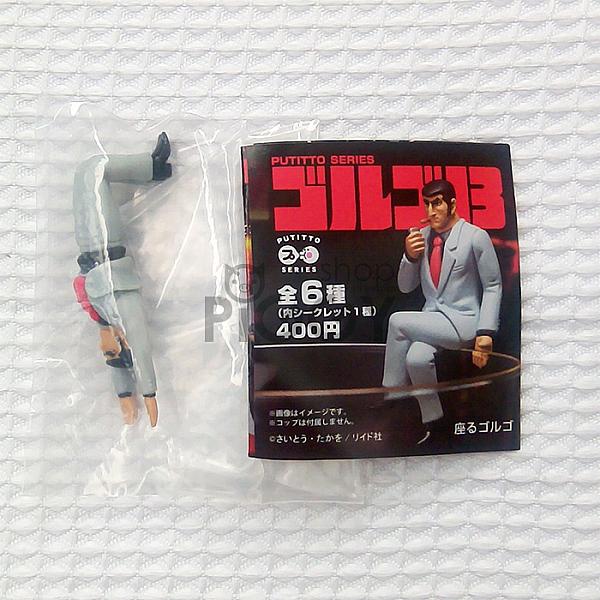 PUTITTO SERIES
ゴルゴ13
PUTITTO
SERIES
全6種
(内シークレット1種)
400円
※画像はイメージです。
※コップは付属しません。
©さいとう・たかを/リイド社
座るゴルゴ
shop